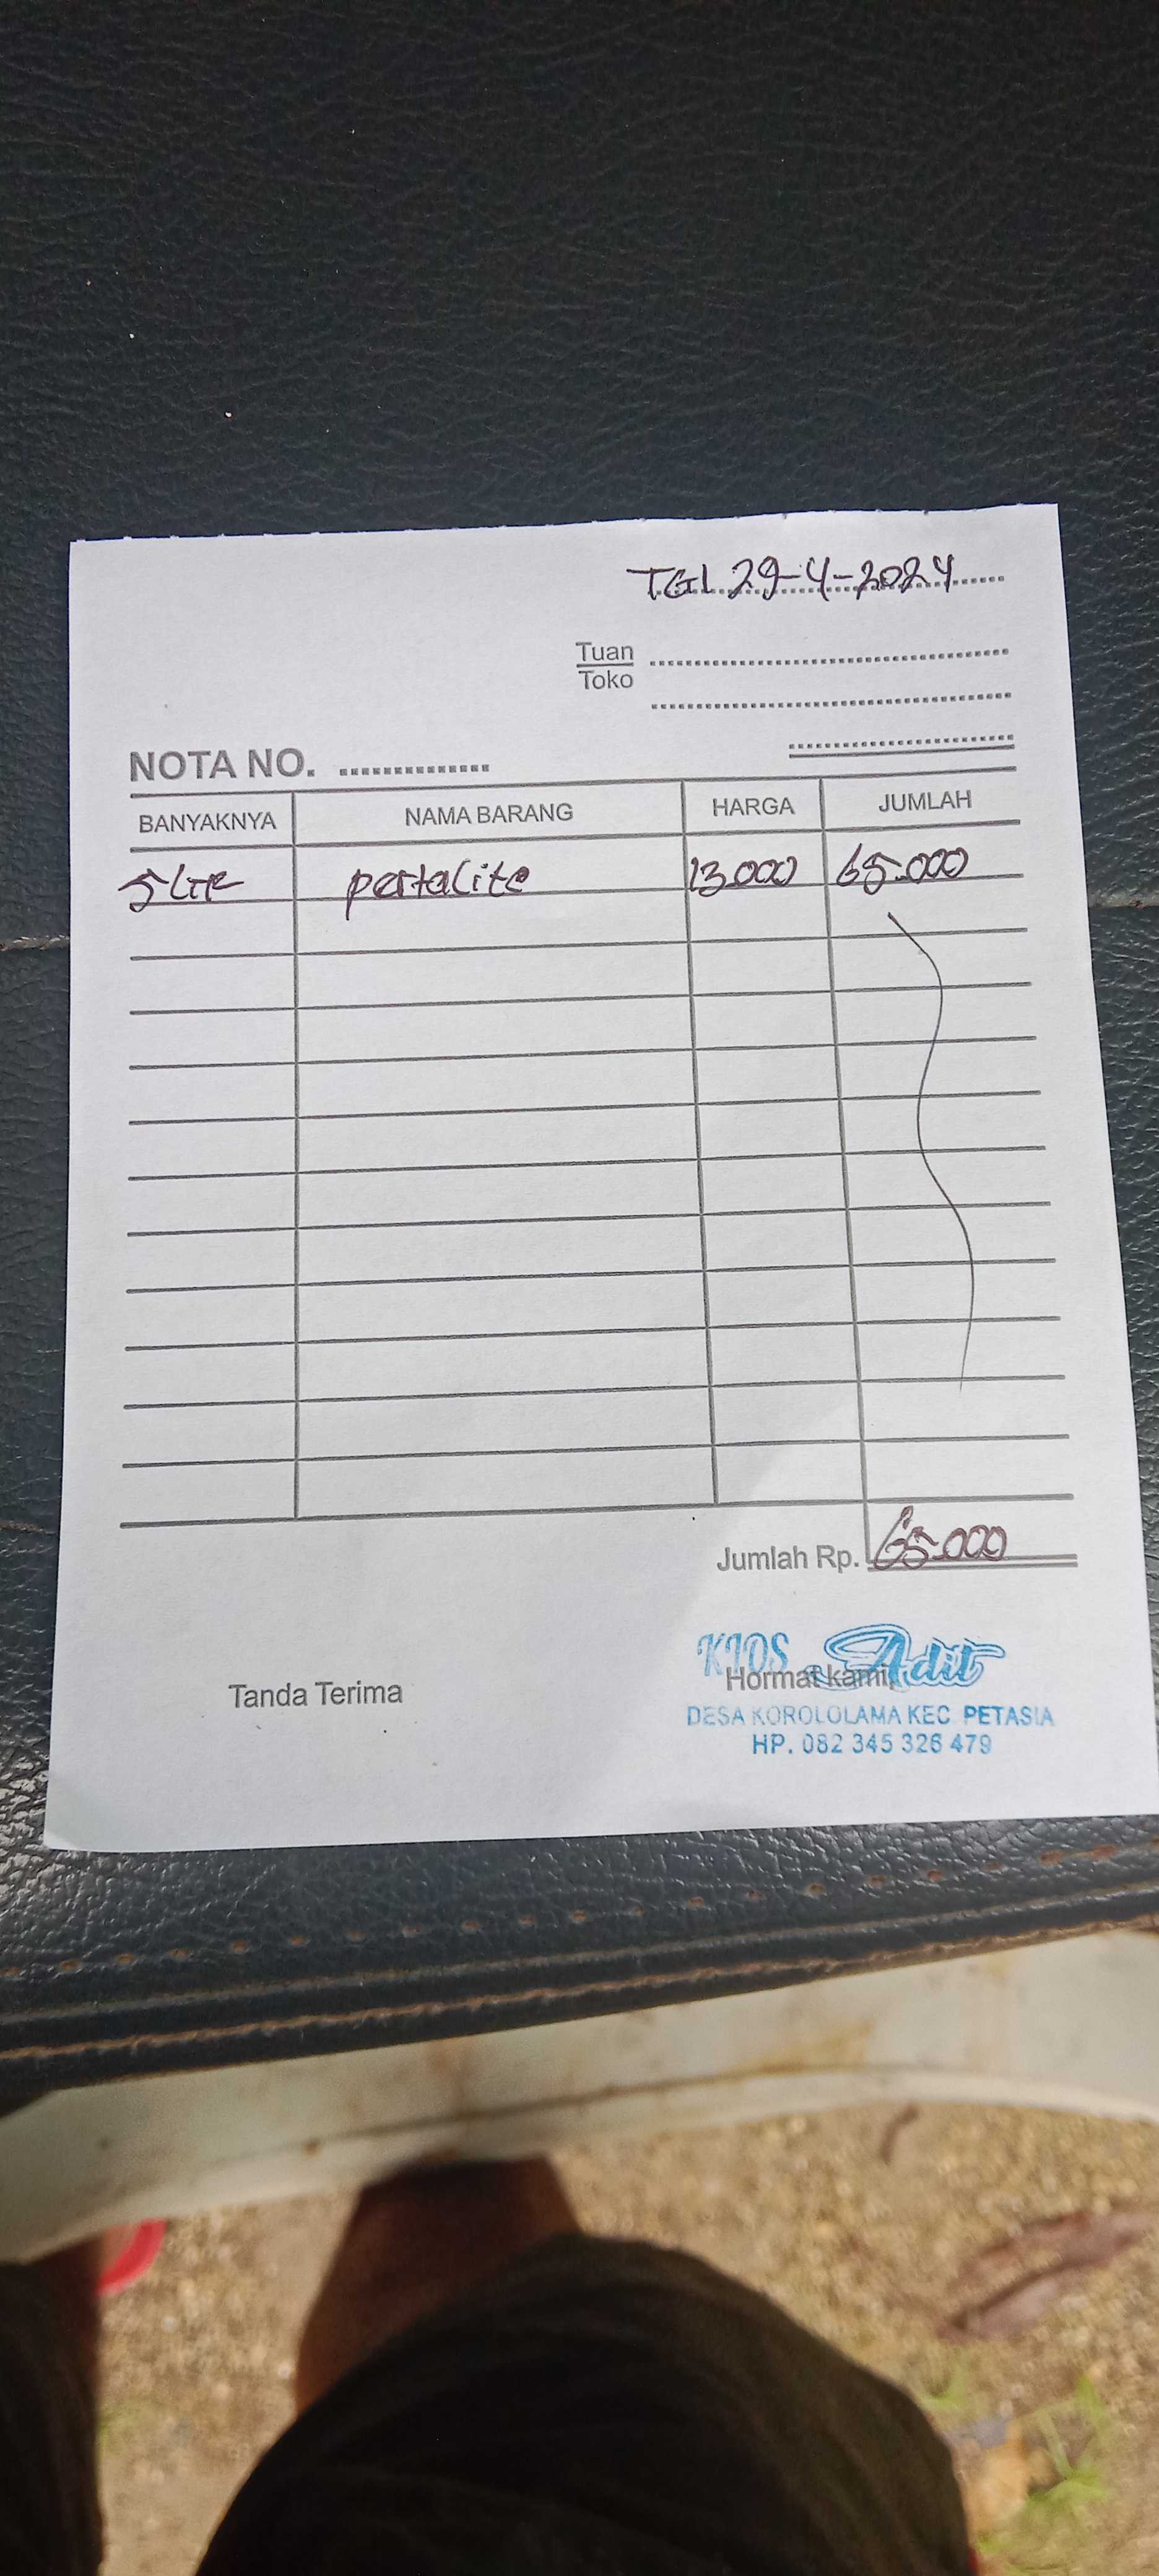 TGL 29-4-2024
Tuan
Toko
NOTA NO.
BANYAKNYA NAMA BARANG HARGA JUMLAH
5 LTR pertalite 13.000 65.000
Jumlah Rp. 65.000
Tanda Terima
Hormat kami,
KIOS Adit
DESA KOROLOLAMA KEC. PETASIA
HP. 082 345 326 479